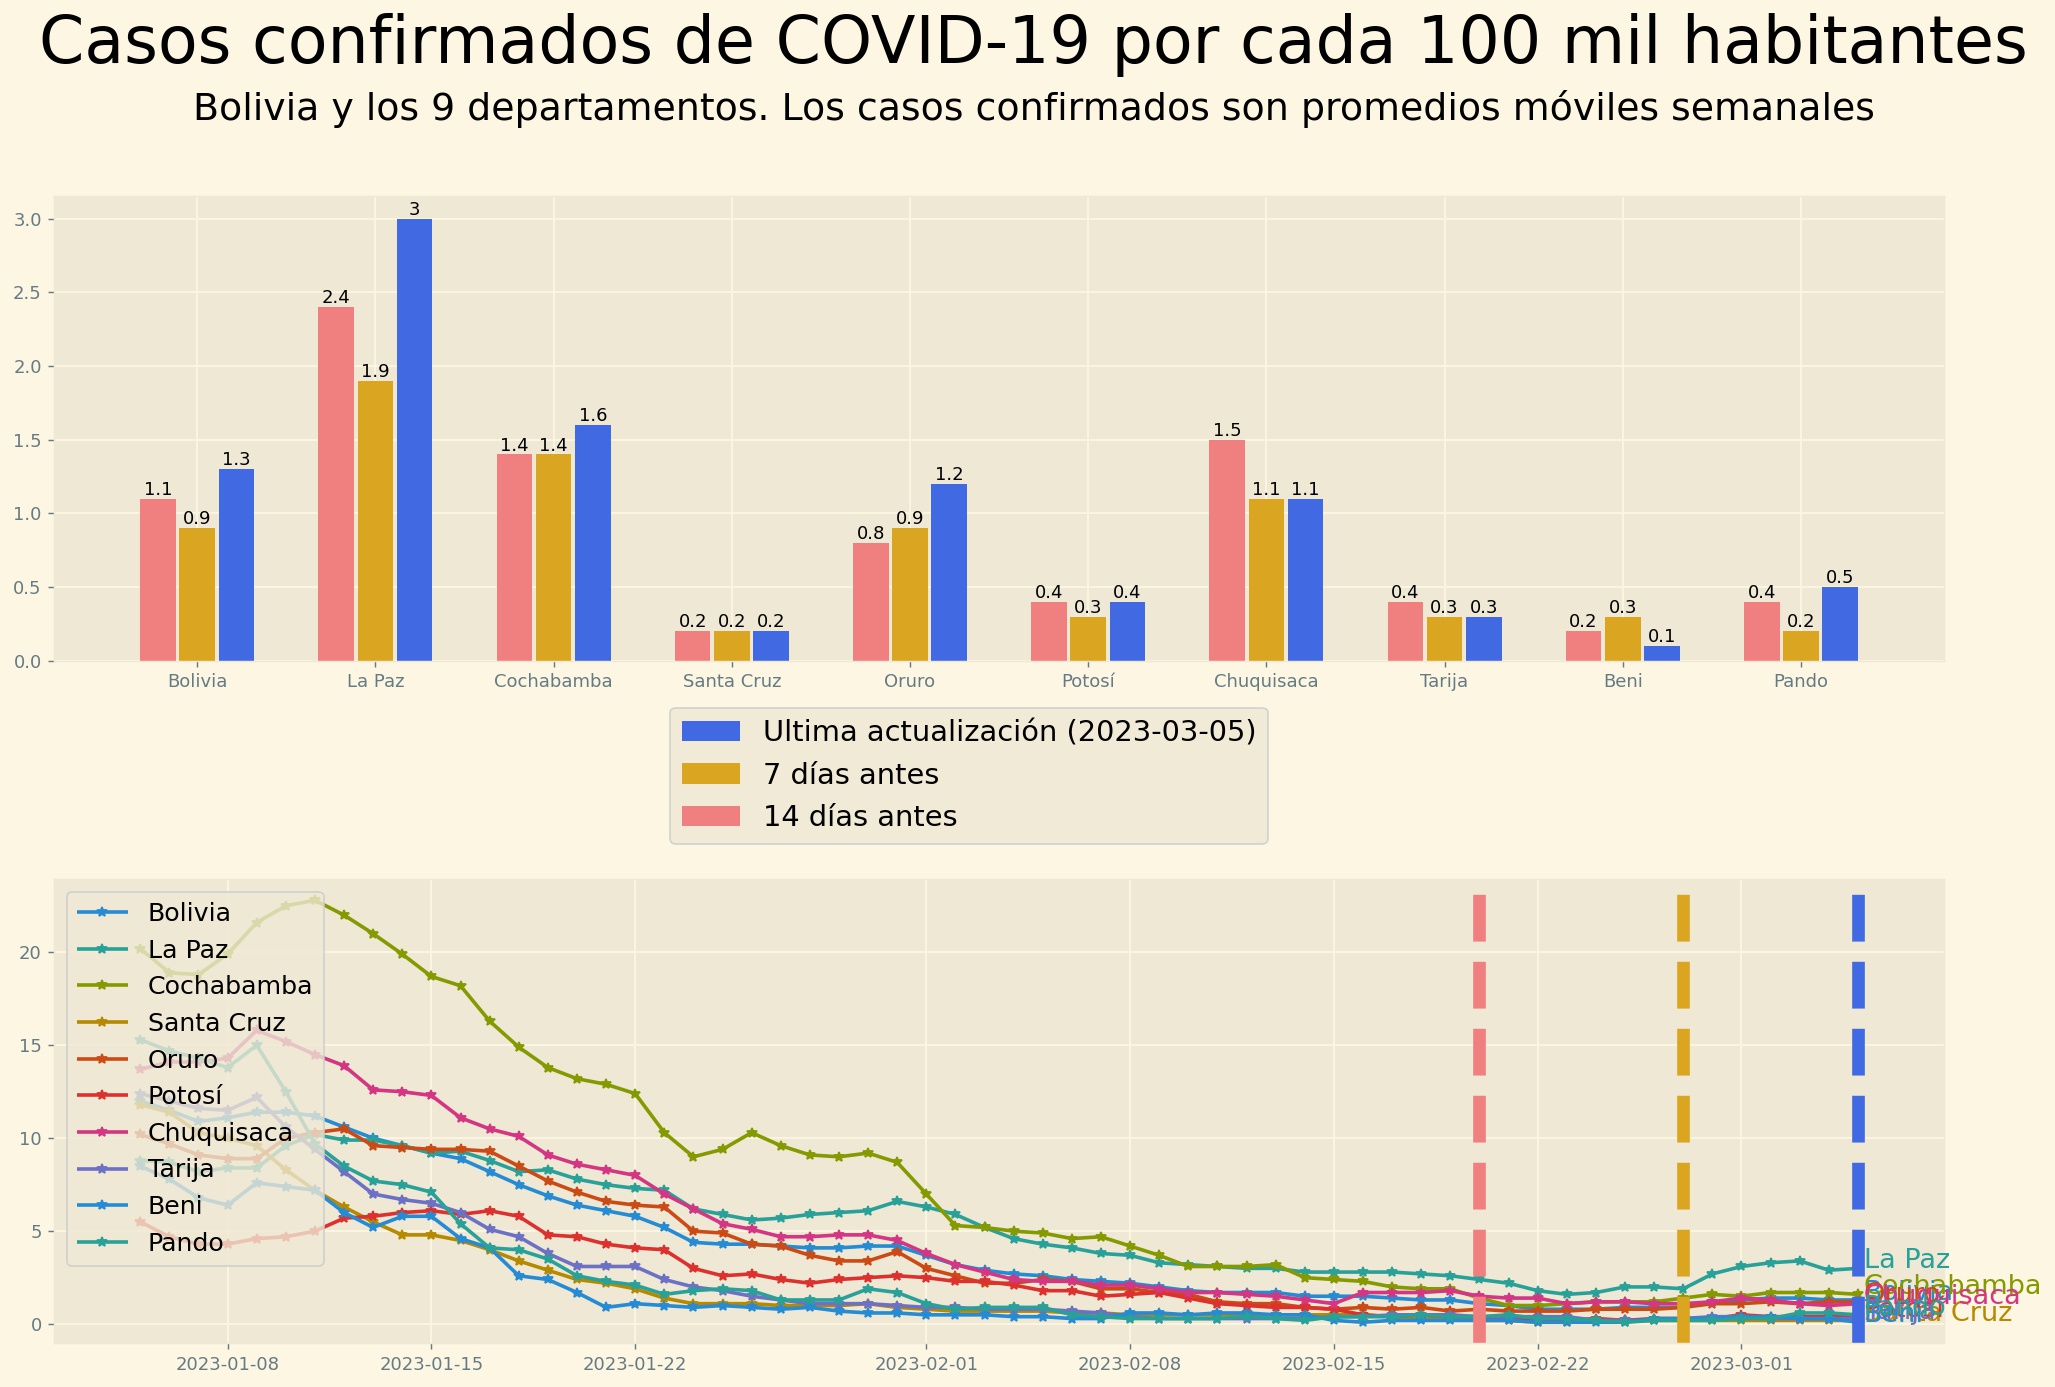 Casos confirmados de COVID-19 por cada 100 mil habitantes
Bolivia y los 9 departamentos. Los casos confirmados son promedios móviles semanales
3.0
2.5
2.0
1.5
1.0
0.5
0.0
1.1 0.9 1.3
2.4 1.9 3
1.4 1.4 1.6
0.2 0.2 0.2
0.8 0.9 1.2
0.4 0.3 0.4
1.5 1.1 1.1
0.4 0.3 0.3
0.2 0.3 0.1
0.4 0.2 0.5
Bolivia La Paz Cochabamba Santa Cruz Oruro Potosí Chuquisaca Tarija Beni Pando
Ultima actualización (2023-03-05)
7 días antes
14 días antes
20
15
10
5
0
Bolivia
La Paz
Cochabamba
Santa Cruz
Oruro
Potosí
Chuquisaca
Tarija
Beni
Pando
La Paz
Cochabamba
Chuquisaca
Santa Cruz
Beni
2023-01-08 2023-01-15 2023-01-22 2023-02-01 2023-02-08 2023-02-15 2023-02-22 2023-03-01